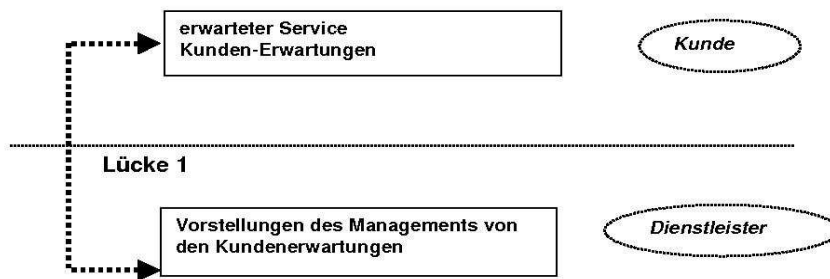 erwarteter Service
Kunden-Erwartungen
Kunde
Lücke 1
Vorstellungen des Managements von
den Kundenerwartungen
Dienstleister